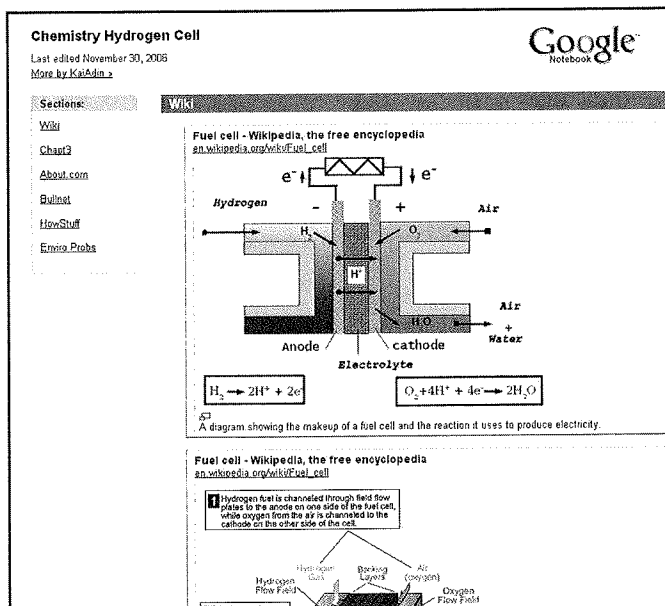 Chemistry Hydrogen Cell
Last edited November 30, 2006
More by KaiAdin >
Google
Notebook
Sections:
Wiki
Chapt3
About.com
Bullnet
HowStuff
Enviro Probs
Wiki
Fuel cell - Wikipedia, the free encyclopedia
en.wikipedia.org/wiki/Fuel_cell
e⁻ e⁻
Hydrogen - + Air
H₂ O₂
H⁺
H₂O
Air
+
Water
Anode cathode
Electrolyte
H₂ → 2H⁺ + 2e⁻
O₂+4H⁺ + 4e⁻ → 2H₂O
A diagram showing the makeup of a fuel cell and the reaction it uses to produce electricity.
Fuel cell - Wikipedia, the free encyclopedia
en.wikipedia.org/wiki/Fuel_cell
1 Hydrogen fuel is channeled through field flow
plates to the anode on one side of the fuel cell,
while oxygen from the air is channeled to the
cathode on the other side of the cell.
Hydrogen
Gas
Backing
Layers
Air
(oxygen)
Hydrogen
Flow Field
Oxygen
Flow Field